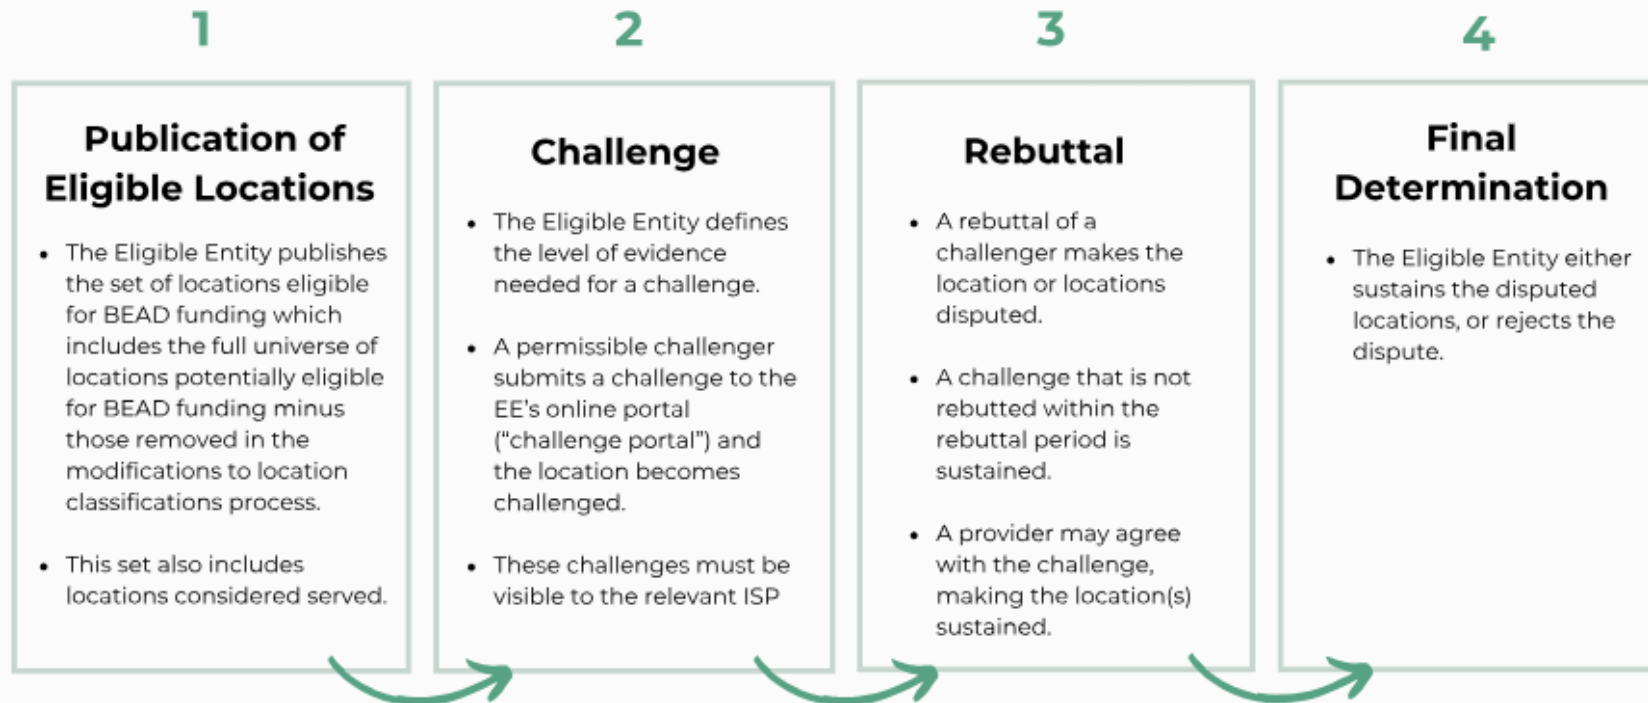 1
Publication of
Eligible Locations
• The Eligible Entity publishes
the set of locations eligible
for BEAD funding which
includes the full universe of
locations potentially eligible
for BEAD funding minus
those removed in the
modifications to location
classifications process.
• This set also includes
locations considered served.
2
Challenge
• The Eligible Entity defines
the level of evidence
needed for a challenge.
• A permissible challenger
submits a challenge to the
EE's online portal
(“challenge portal”) and
the location becomes
challenged.
• These challenges must be
visible to the relevant ISP
3
Rebuttal
• A rebuttal of a
challenger makes the
location or locations
disputed.
• A challenge that is not
rebutted within the
rebuttal period is
sustained.
• A provider may agree
with the challenge,
making the location(s)
sustained.
4
Final
Determination
• The Eligible Entity either
sustains the disputed
locations, or rejects the
dispute.